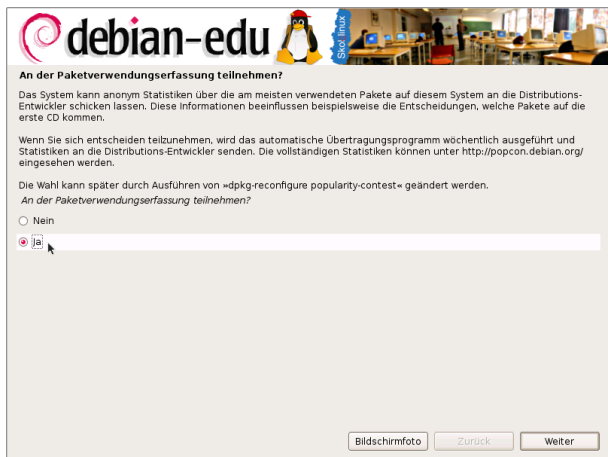 debian-edu
Skolelinux
An der Paketverwendungserfassung teilnehmen?
Das System kann anonym Statistiken über die am meisten verwendeten Pakete auf diesem System an die Distributions-
Entwickler schicken lassen. Diese Informationen beeinflussen beispielsweise die Entscheidungen, welche Pakete auf die
erste CD kommen.
Wenn Sie sich entscheiden teilzunehmen, wird das automatische Übertragungsprogramm wöchentlich ausgeführt und
Statistiken an die Distributions-Entwickler senden. Die vollständigen Statistiken können unter http://popcon.debian.org/
eingesehen werden.
Die Wahl kann später durch Ausführen von »dpkg-reconfigure popularity-contest« geändert werden.
An der Paketverwendungserfassung teilnehmen?
Nein
Ja
Bildschirmfoto
Zurück
Weiter